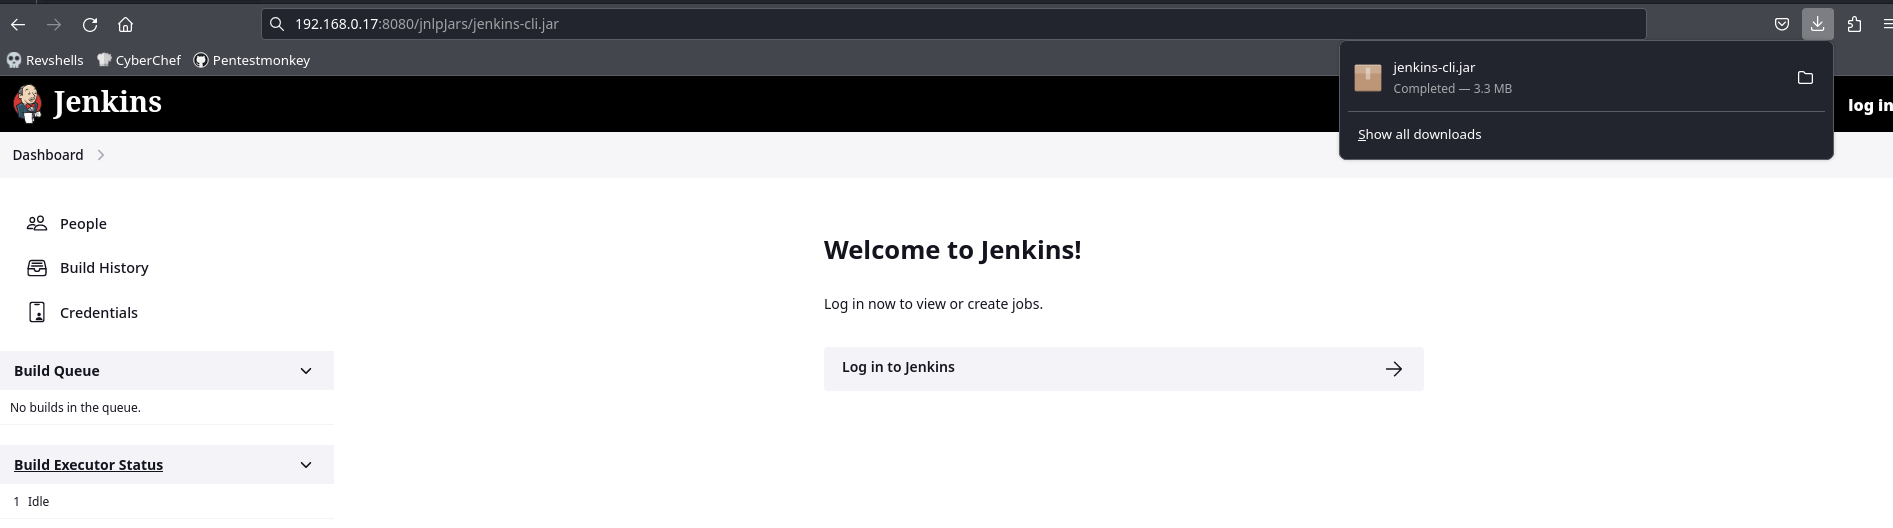 192.168.0.17:8080/jnlpJars/jenkins-cli.jar
Revshells CyberChef Pentestmonkey
jenkins-cli.jar
Completed — 3.3 MB
Show all downloads
Jenkins
log in
Dashboard
People
Build History
Credentials
Build Queue
No builds in the queue.
Build Executor Status
1 Idle
Welcome to Jenkins!
Log in now to view or create jobs.
Log in to Jenkins